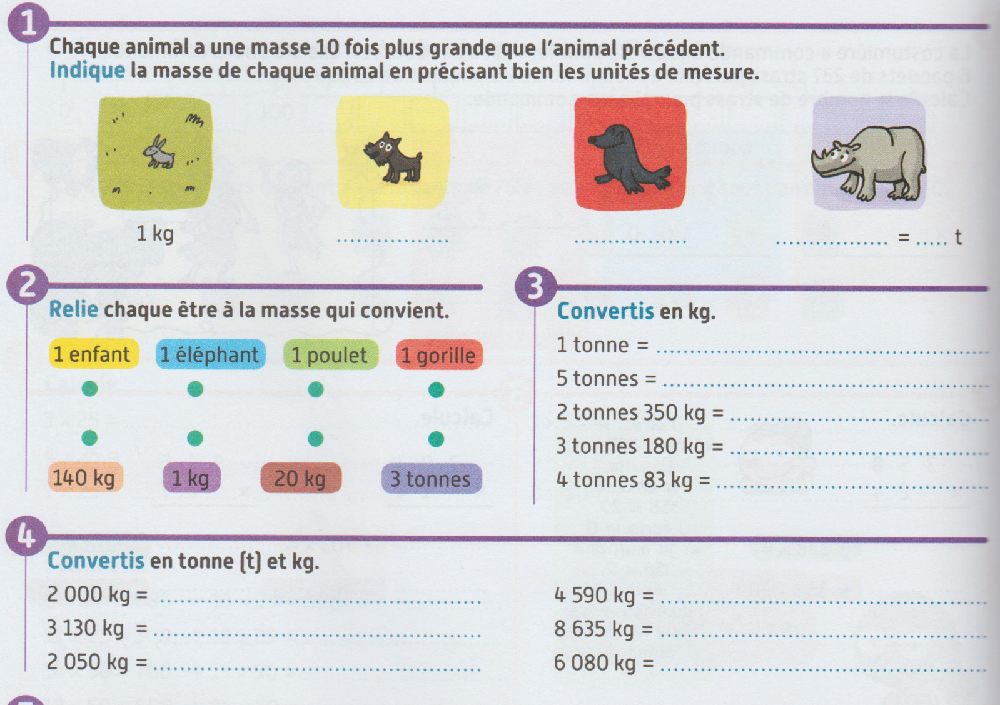 1
Chaque animal a une masse 10 fois plus grande que l'animal précédent.
Indique la masse de chaque animal en précisant bien les unités de mesure.
1 kg ............... ............... ............... = ..... t
2
Relie chaque être à la masse qui convient.
1 enfant 1 éléphant 1 poulet 1 gorille
140 kg 1 kg 20 kg 3 tonnes
3
Convertis en kg.
1 tonne = ...............
5 tonnes = ...............
2 tonnes 350 kg = ...............
3 tonnes 180 kg = ...............
4 tonnes 83 kg = ...............
4
Convertis en tonne (t) et kg.
2 000 kg = ...............
3 130 kg = ...............
2 050 kg = ...............
4 590 kg = ...............
8 635 kg = ...............
6 080 kg = ...............